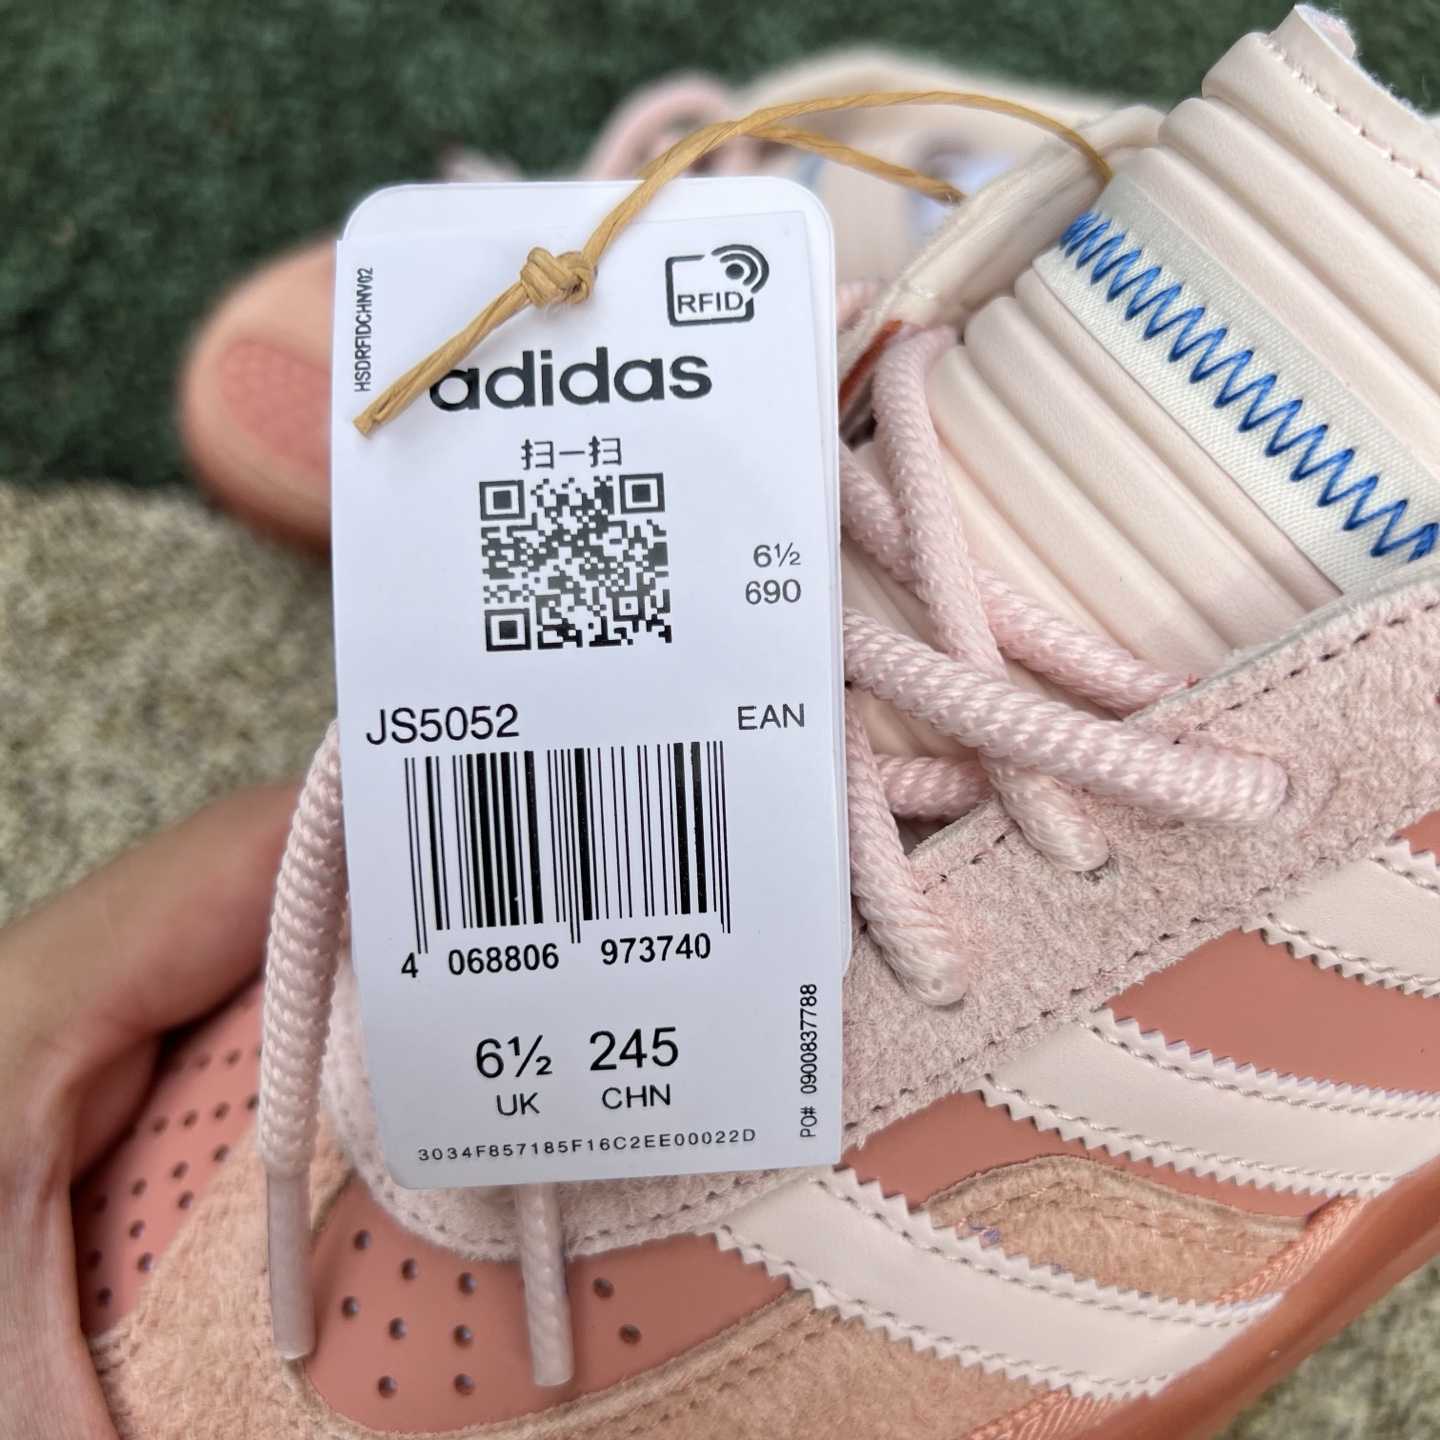 HSDRFIDCHNV02
RFID
adidas
扫一扫
6½
690
JS5052
EAN
4 068806 973740
6½ 245
UK CHN
PO# 0900837788
3034F857185F16C2EE00022D